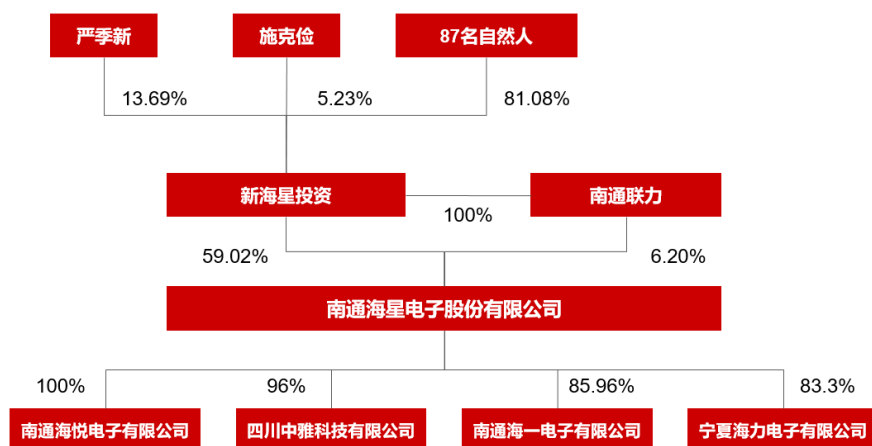 严季新
施克俭
87名自然人
13.69%
5.23%
81.08%
新海星投资
南通联力
100%
59.02%
6.20%
南通海星电子股份有限公司
100%
96%
85.96%
83.3%
南通海悦电子有限公司
四川中雅科技有限公司
南通海一电子有限公司
宁夏海力电子有限公司